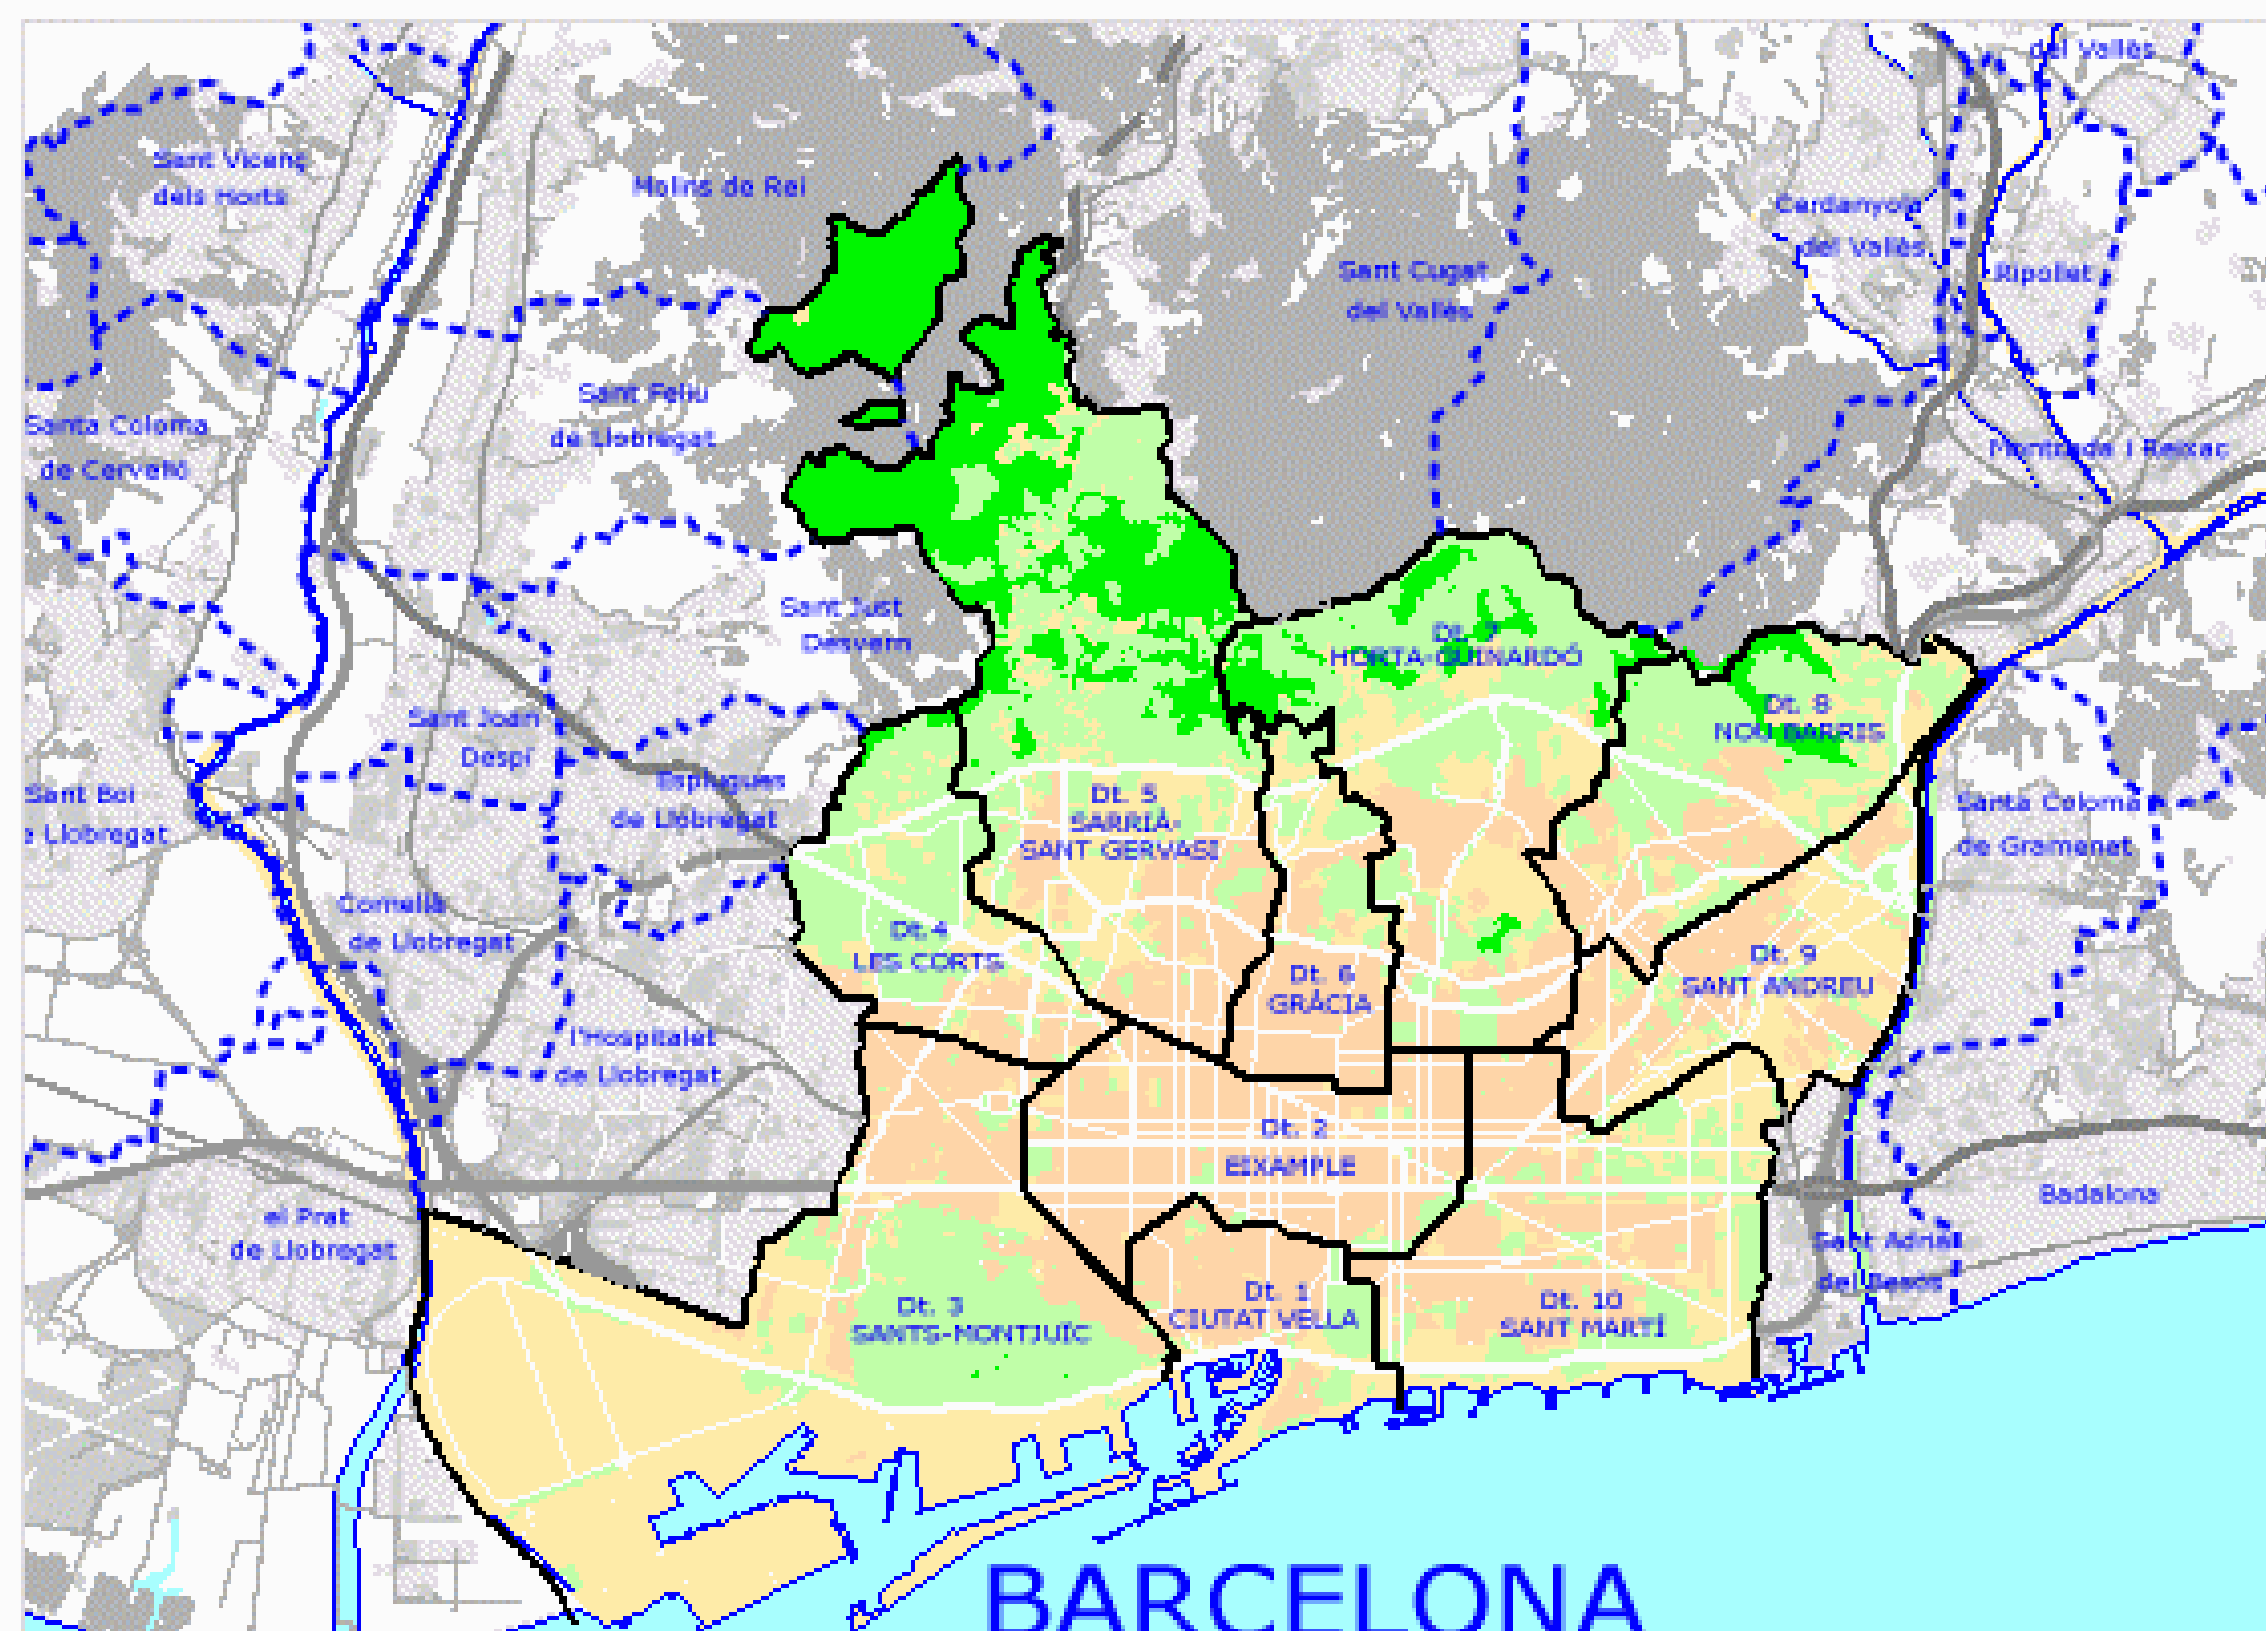 del Vallès
Sant Vicenç
dels Horts
Molins de Rei
Cerdanyola
del Vallès
Sant Cugat
del Vallès
Ripollet
Sant Feliu
de Llobregat
Santa Coloma
de Cervelló
Montcada i Reixac
Sant Just
Desvern
Dt. 7
HORTA-GUINARDÓ
Dt. 8
NOU BARRIS
Sant Joan
Despí
Esplugues
de Llobregat
Sant Boi
e Llobregat
Dt. 5
SARRIÀ-
SANT GERVASI
Santa Coloma
de Gramenet
Cornellà
de Llobregat
Dt.4
LES CORTS
Dt. 6
GRÀCIA
Dt. 9
SANT ANDREU
l'Hospitalet
de Llobregat
Dt. 2
EIXAMPLE
Badalona
el Prat
de Llobregat
Sant Adrià
del Besòs
Dt. 3
SANTS-MONTJUÏC
Dt. 1
CIUTAT VELLA
Dt. 10
SANT MARTÍ
BARCELONA